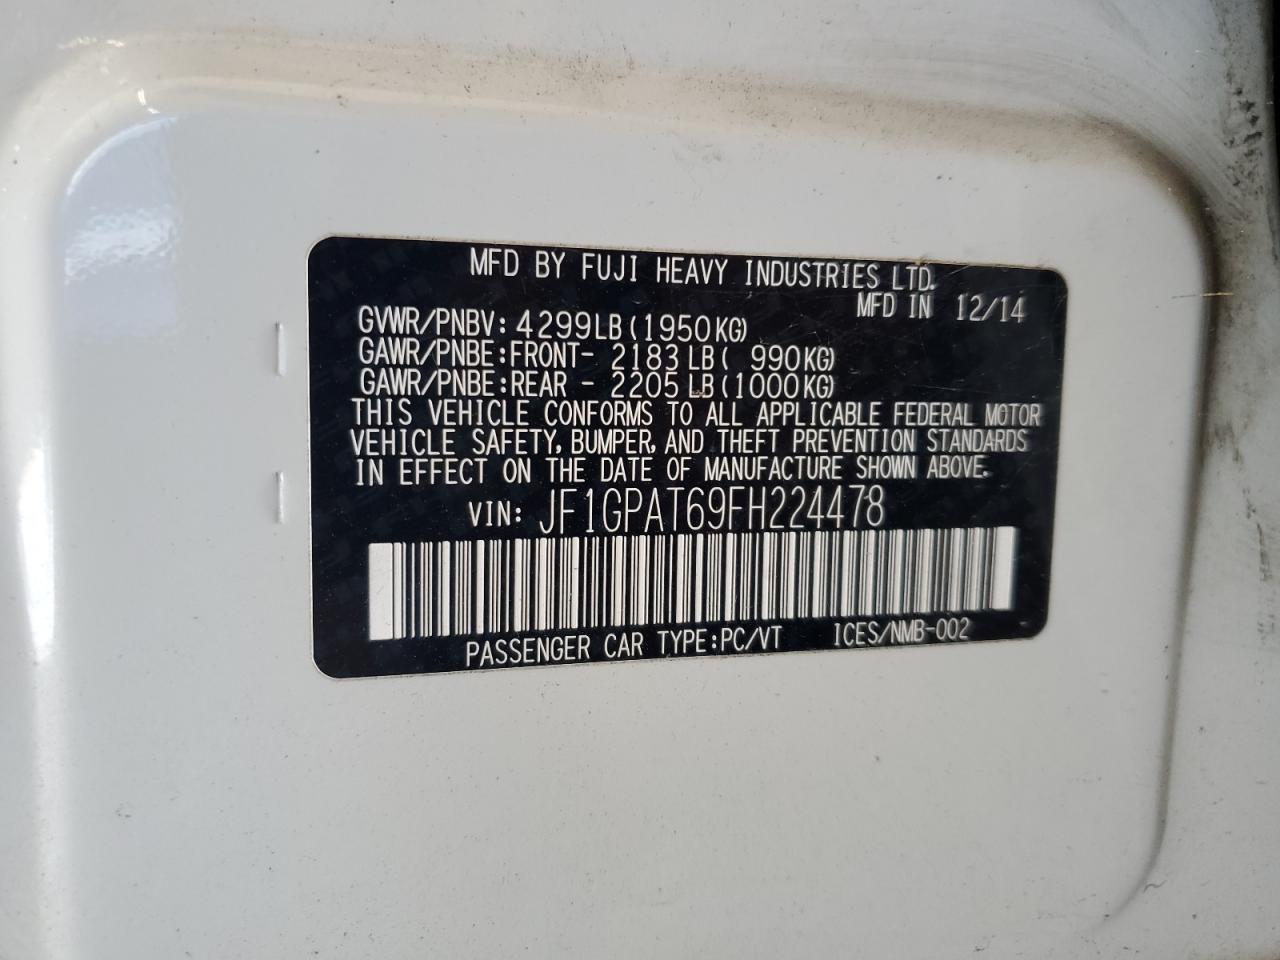 MFD BY FUJI HEAVY INDUSTRIES LTD.
MFD IN 12/14
GVWR/PNBV: 4299LB(1950KG)
GAWR/PNBE:FRONT- 2183LB( 990KG)
GAWR/PNBE:REAR - 2205LB(1000KG)
THIS VEHICLE CONFORMS TO ALL APPLICABLE FEDERAL MOTOR
VEHICLE SAFETY, BUMPER, AND THEFT PREVENTION STANDARDS
IN EFFECT ON THE DATE OF MANUFACTURE SHOWN ABOVE.
VIN: JF1GPAT69FH224478
PASSENGER CAR TYPE:PC/VT ICES/NMB-002